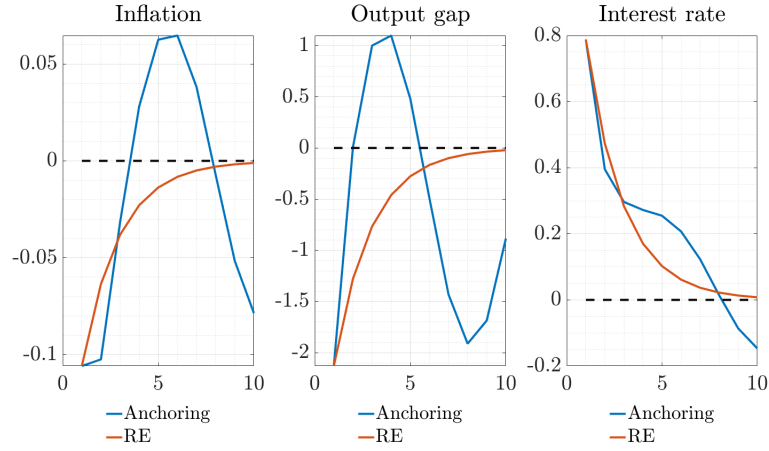 Inflation
0.05
0
-0.05
-0.1
0
5
10
Anchoring
RE
Output gap
1
0.5
0
-0.5
-1
-1.5
-2
0
5
10
Anchoring
RE
Interest rate
0.8
0.6
0.4
0.2
0
-0.2
0
5
10
Anchoring
RE